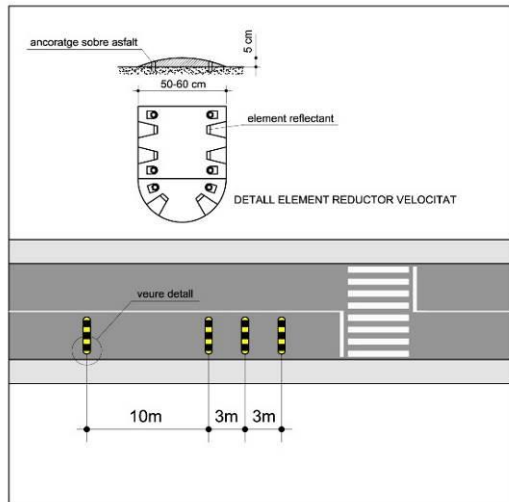 ancoratge sobre asfalt
5 cm
50-60 cm
element reflectant
DETALL ELEMENT REDUCTOR VELOCITAT
veure detall
10m
3m
3m